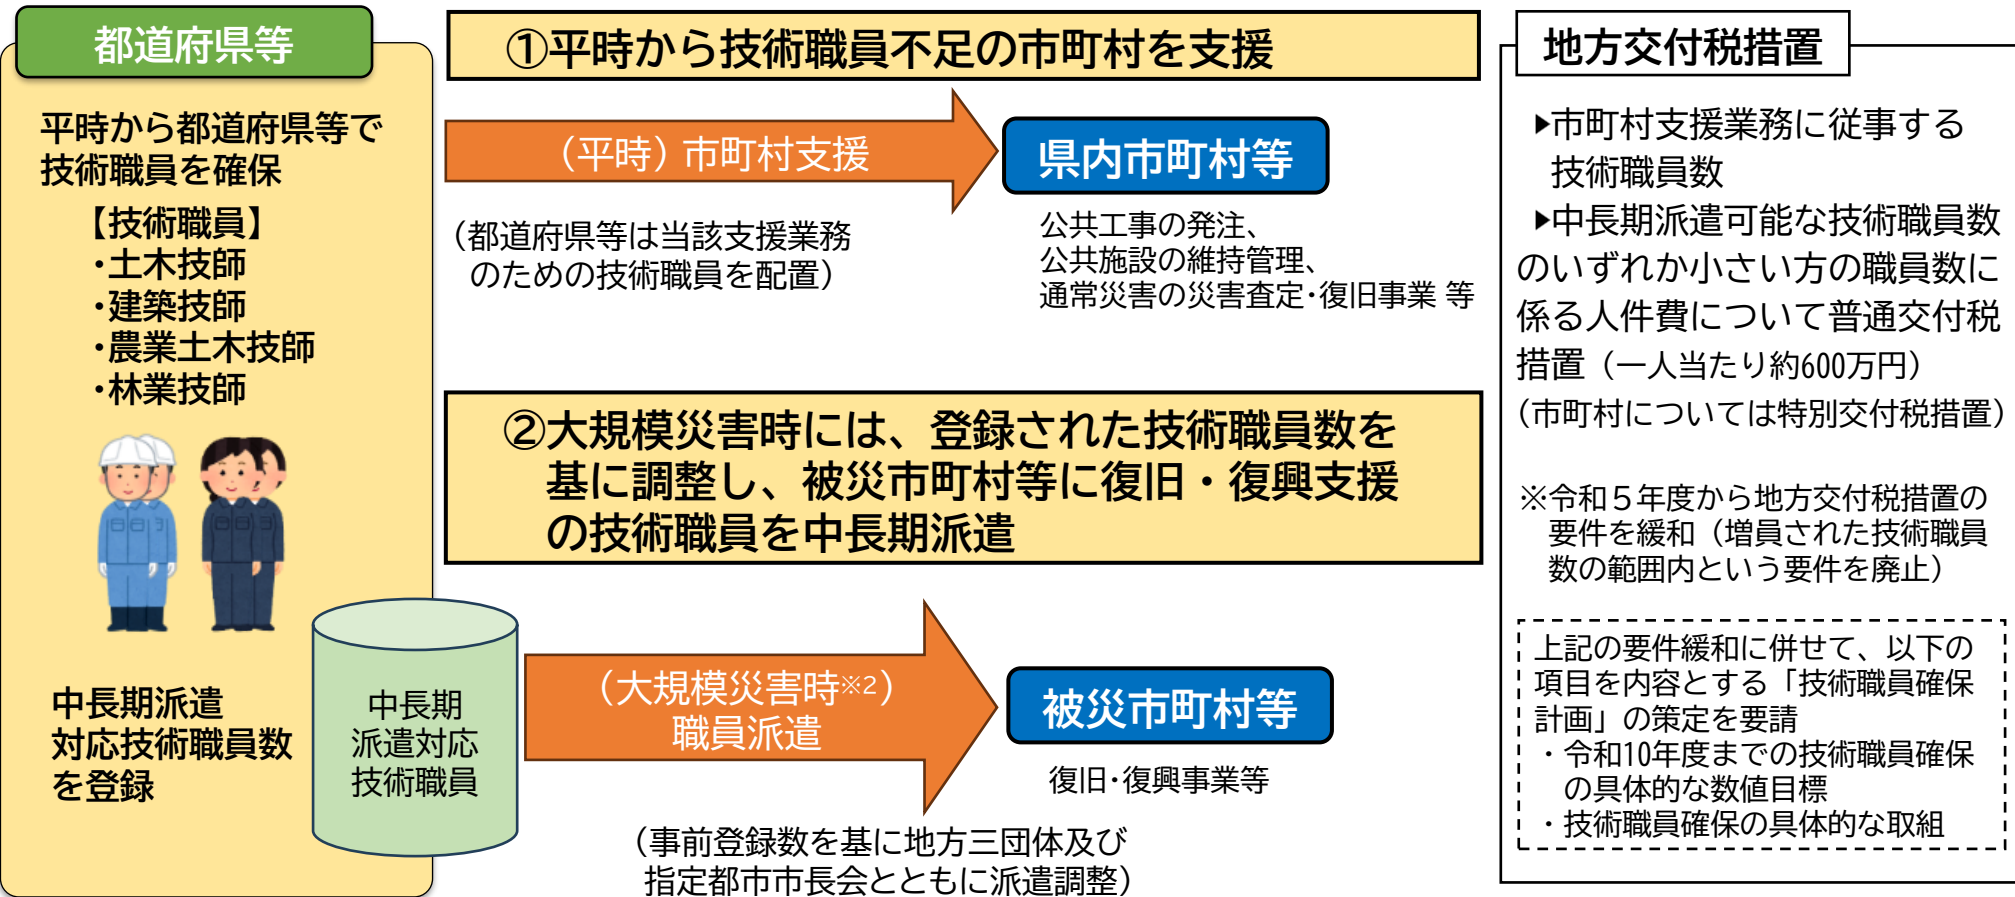 都道府県等
平時から都道府県等で
技術職員を確保
【技術職員】
・土木技師
・建築技師
・農業土木技師
・林業技師
中長期派遣
対応技術職員数
を登録
中長期
派遣対応
技術職員
①平時から技術職員不足の市町村を支援
（平時）市町村支援
（都道府県等は当該支援業務
のための技術職員を配置）
県内市町村等
公共工事の発注、
公共施設の維持管理、
通常災害の災害査定・復旧事業 等
②大規模災害時には、登録された技術職員数を
基に調整し、被災市町村等に復旧・復興支援
の技術職員を中長期派遣
（大規模災害時※2）
職員派遣
被災市町村等
復旧・復興事業等
（事前登録数を基に地方三団体及び
指定都市市長会とともに派遣調整）
地方交付税措置
▶市町村支援業務に従事する
技術職員数
▶中長期派遣可能な技術職員数
のいずれか小さい方の職員数に
係る人件費について普通交付税
措置（一人当たり約600万円）
（市町村については特別交付税措置）
※令和５年度から地方交付税措置の
要件を緩和（増員された技術職員
数の範囲内という要件を廃止）
上記の要件緩和に併せて、以下の
項目を内容とする「技術職員確保
計画」の策定を要請
・令和10年度までの技術職員確保
の具体的な数値目標
・技術職員確保の具体的な取組